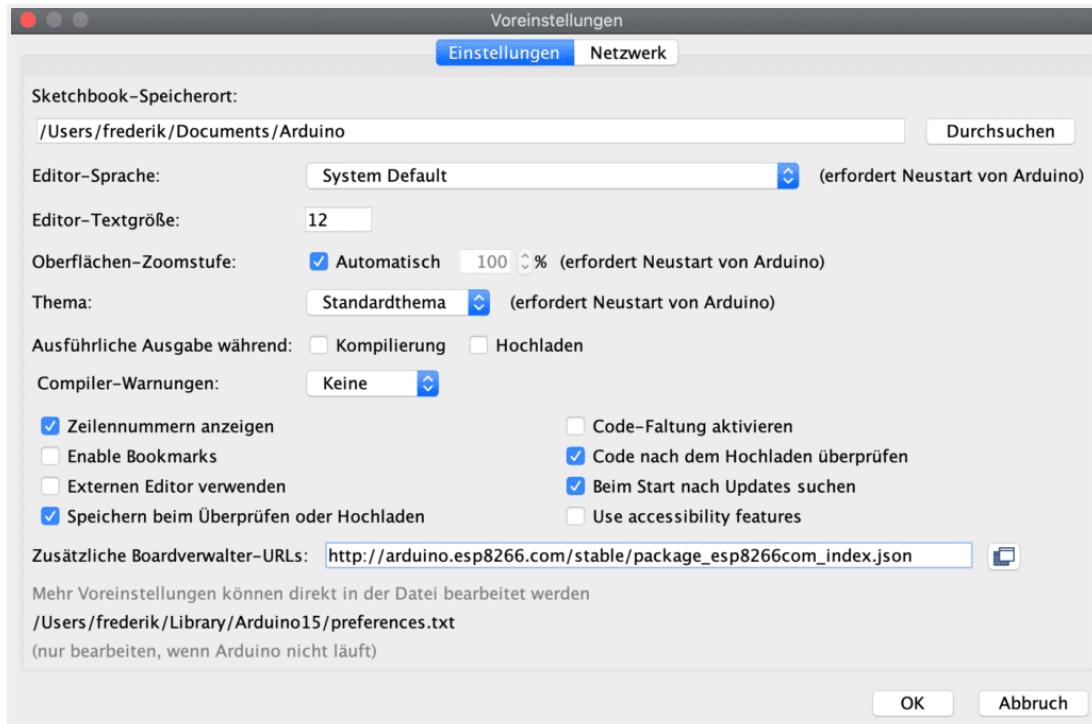 Voreinstellungen
Einstellungen Netzwerk
Sketchbook-Speicherort:
/Users/frederik/Documents/Arduino Durchsuchen
Editor-Sprache: System Default (erfordert Neustart von Arduino)
Editor-Textgröße: 12
Oberflächen-Zoomstufe: Automatisch 100 % (erfordert Neustart von Arduino)
Thema: Standardthema (erfordert Neustart von Arduino)
Ausführliche Ausgabe während: Kompilierung Hochladen
Compiler-Warnungen: Keine
Zeilennummern anzeigen Code-Faltung aktivieren
Enable Bookmarks Code nach dem Hochladen überprüfen
Externen Editor verwenden Beim Start nach Updates suchen
Speichern beim Überprüfen oder Hochladen Use accessibility features
Zusätzliche Boardverwalter-URLs: http://arduino.esp8266.com/stable/package_esp8266com_index.json
Mehr Voreinstellungen können direkt in der Datei bearbeitet werden
/Users/frederik/Library/Arduino15/preferences.txt
(nur bearbeiten, wenn Arduino nicht läuft)
OK Abbruch